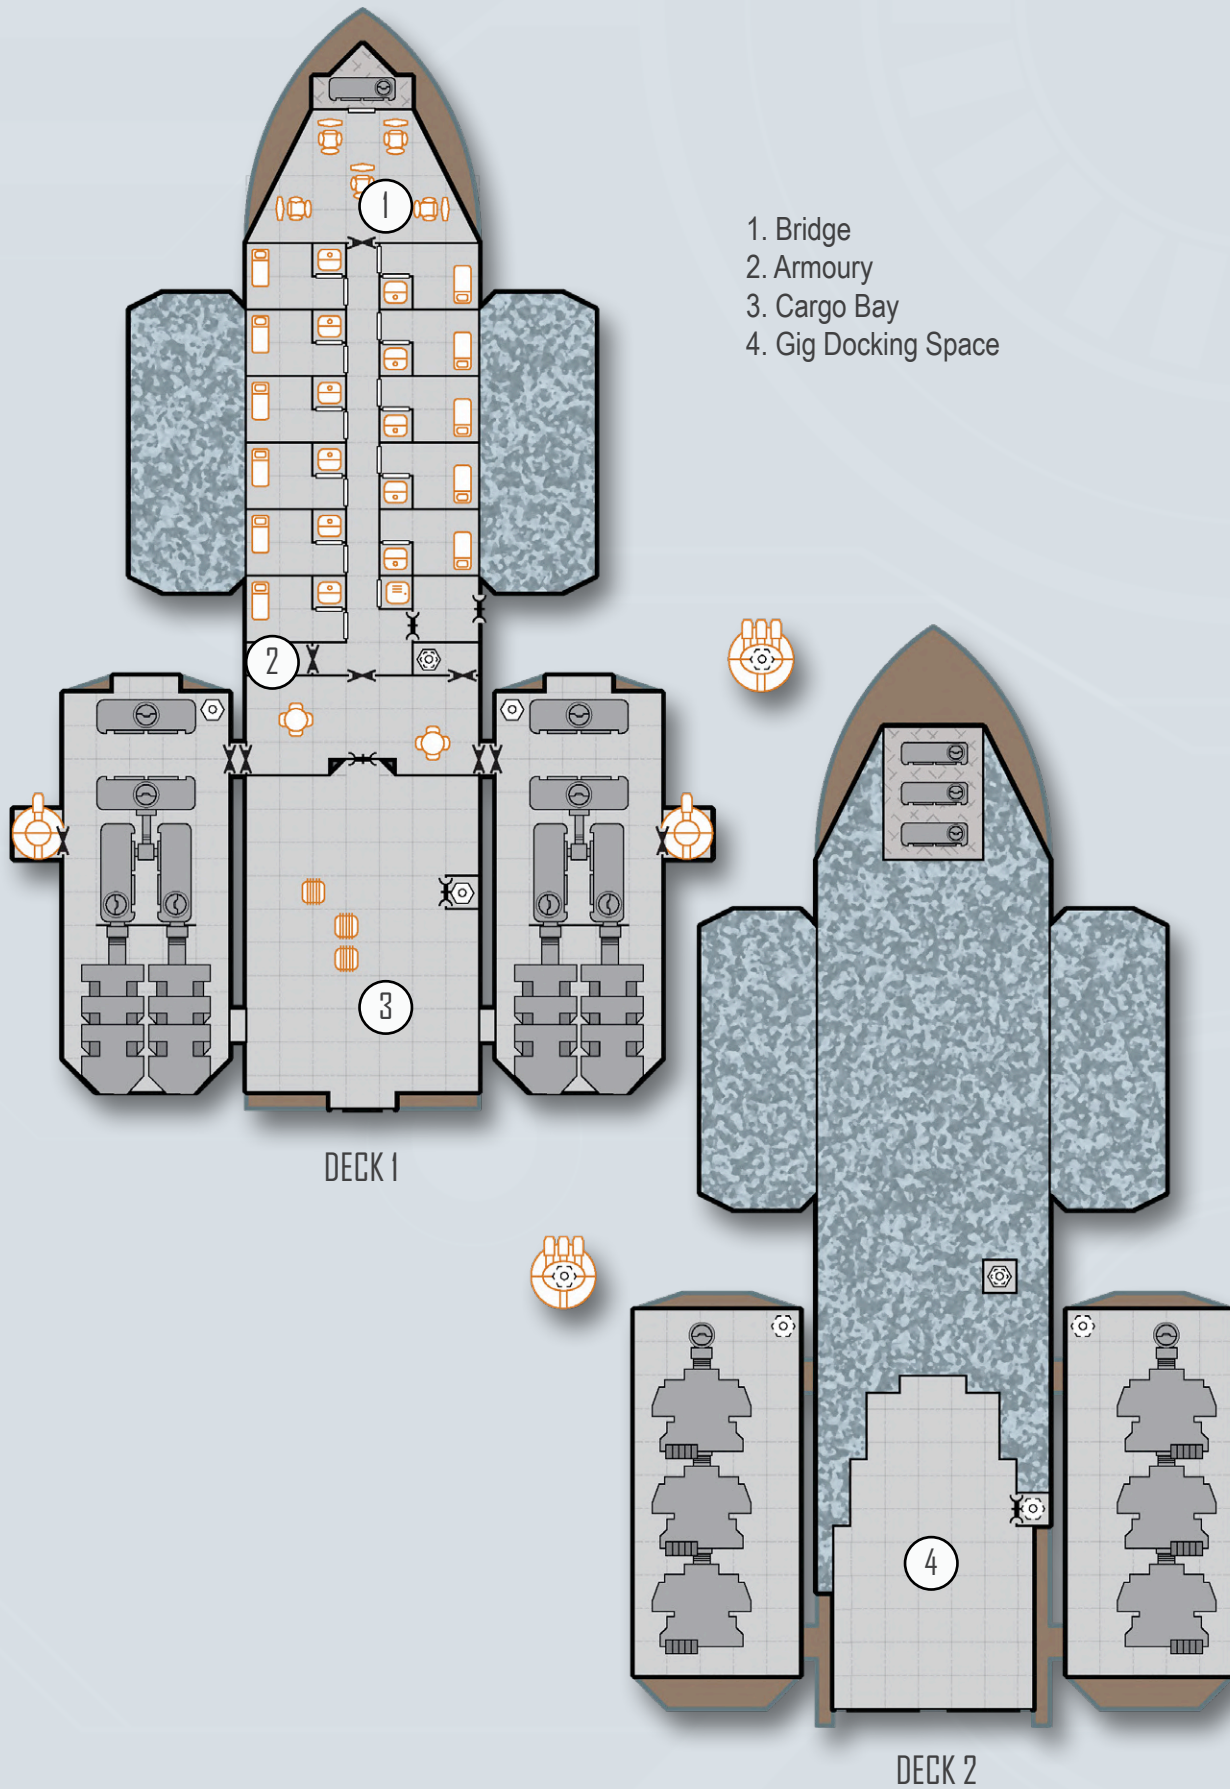 1. Bridge
2. Armoury
3. Cargo Bay
4. Gig Docking Space
1
2
3
DECK 1
4
DECK 2